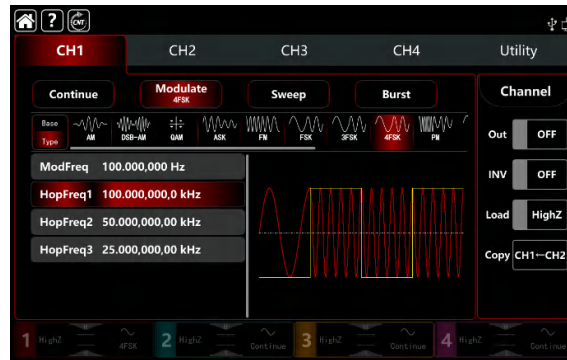 ? CNT
CH1 CH2 CH3 CH4 Utility
Continue Modulate Sweep Burst Channel
4FSK
Base
Type AM DSB-AM QAM ASK FM FSK 3FSK 4FSK PM
Out OFF
ModFreq 100.000,000 Hz
HopFreq1 100.000,000,0 kHz
INV OFF
HopFreq2 50.000,000,00 kHz
Load HighZ
HopFreq3 25.000,000,00 kHz
Copy CH1←CH2
1 HighZ 4FSK 2 HighZ Continue 3 HighZ Continue 4 HighZ Continue